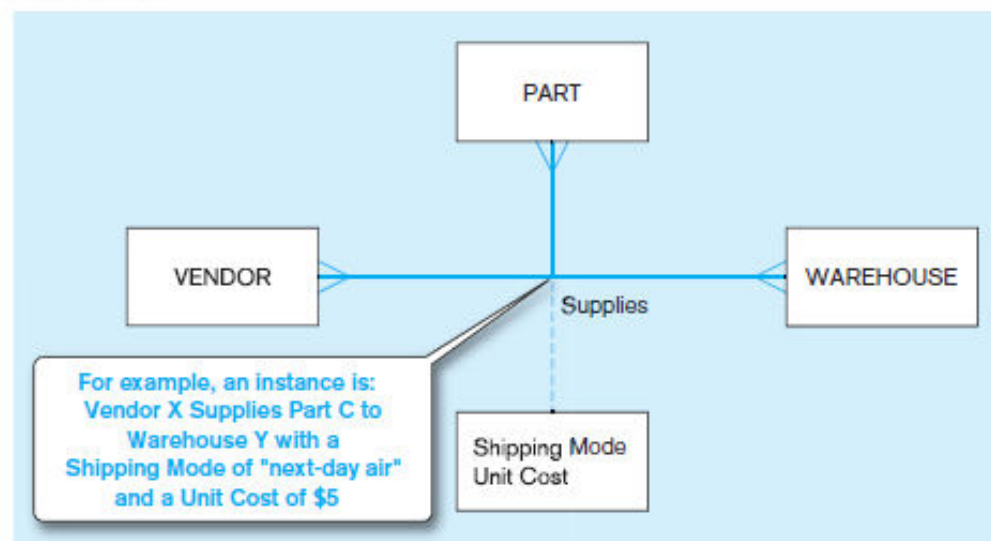 PART
VENDOR
WAREHOUSE
Supplies
For example, an instance is:
Vendor X Supplies Part C to
Warehouse Y with a
Shipping Mode of "next-day air"
and a Unit Cost of $5
Shipping Mode
Unit Cost